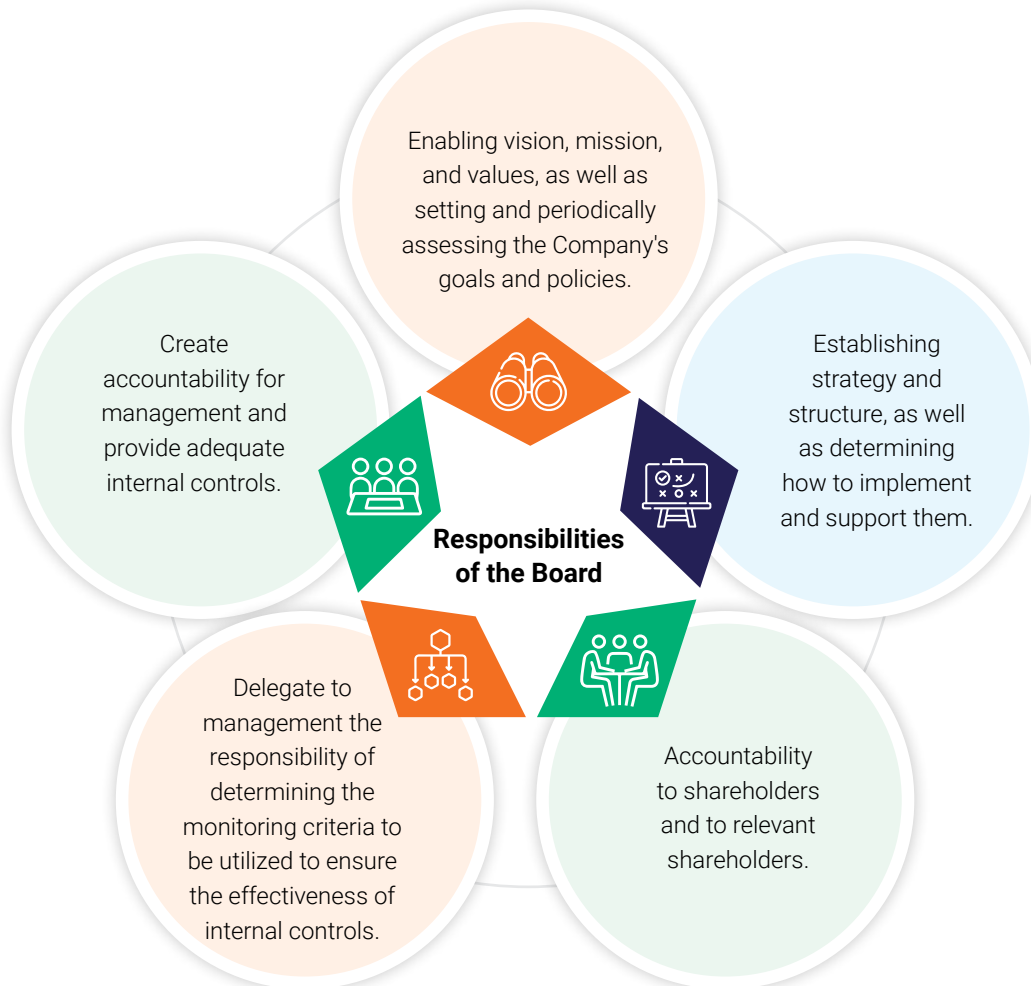 Enabling vision, mission,
and values, as well as
setting and periodically
assessing the Company's
goals and policies.
Create
accountability for
management and
provide adequate
internal controls.
Establishing
strategy and
structure, as well
as determining
how to implement
and support them.
Responsibilities
of the Board
Delegate to
management the
responsibility of
determining the
monitoring criteria to
be utilized to ensure
the effectiveness of
internal controls.
Accountability
to shareholders
and to relevant
shareholders.